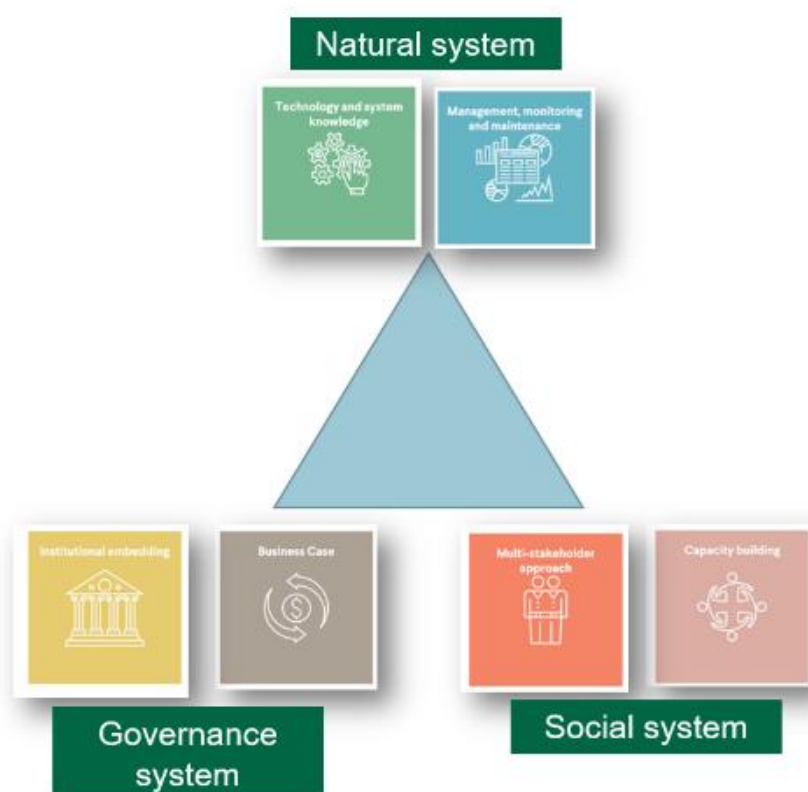 Natural system
Technology and system
knowledge
Management, monitoring
and maintenance
Institutional embedding
Business Case
Multi-stakeholder
approach
Capacity building
Governance
system
Social system